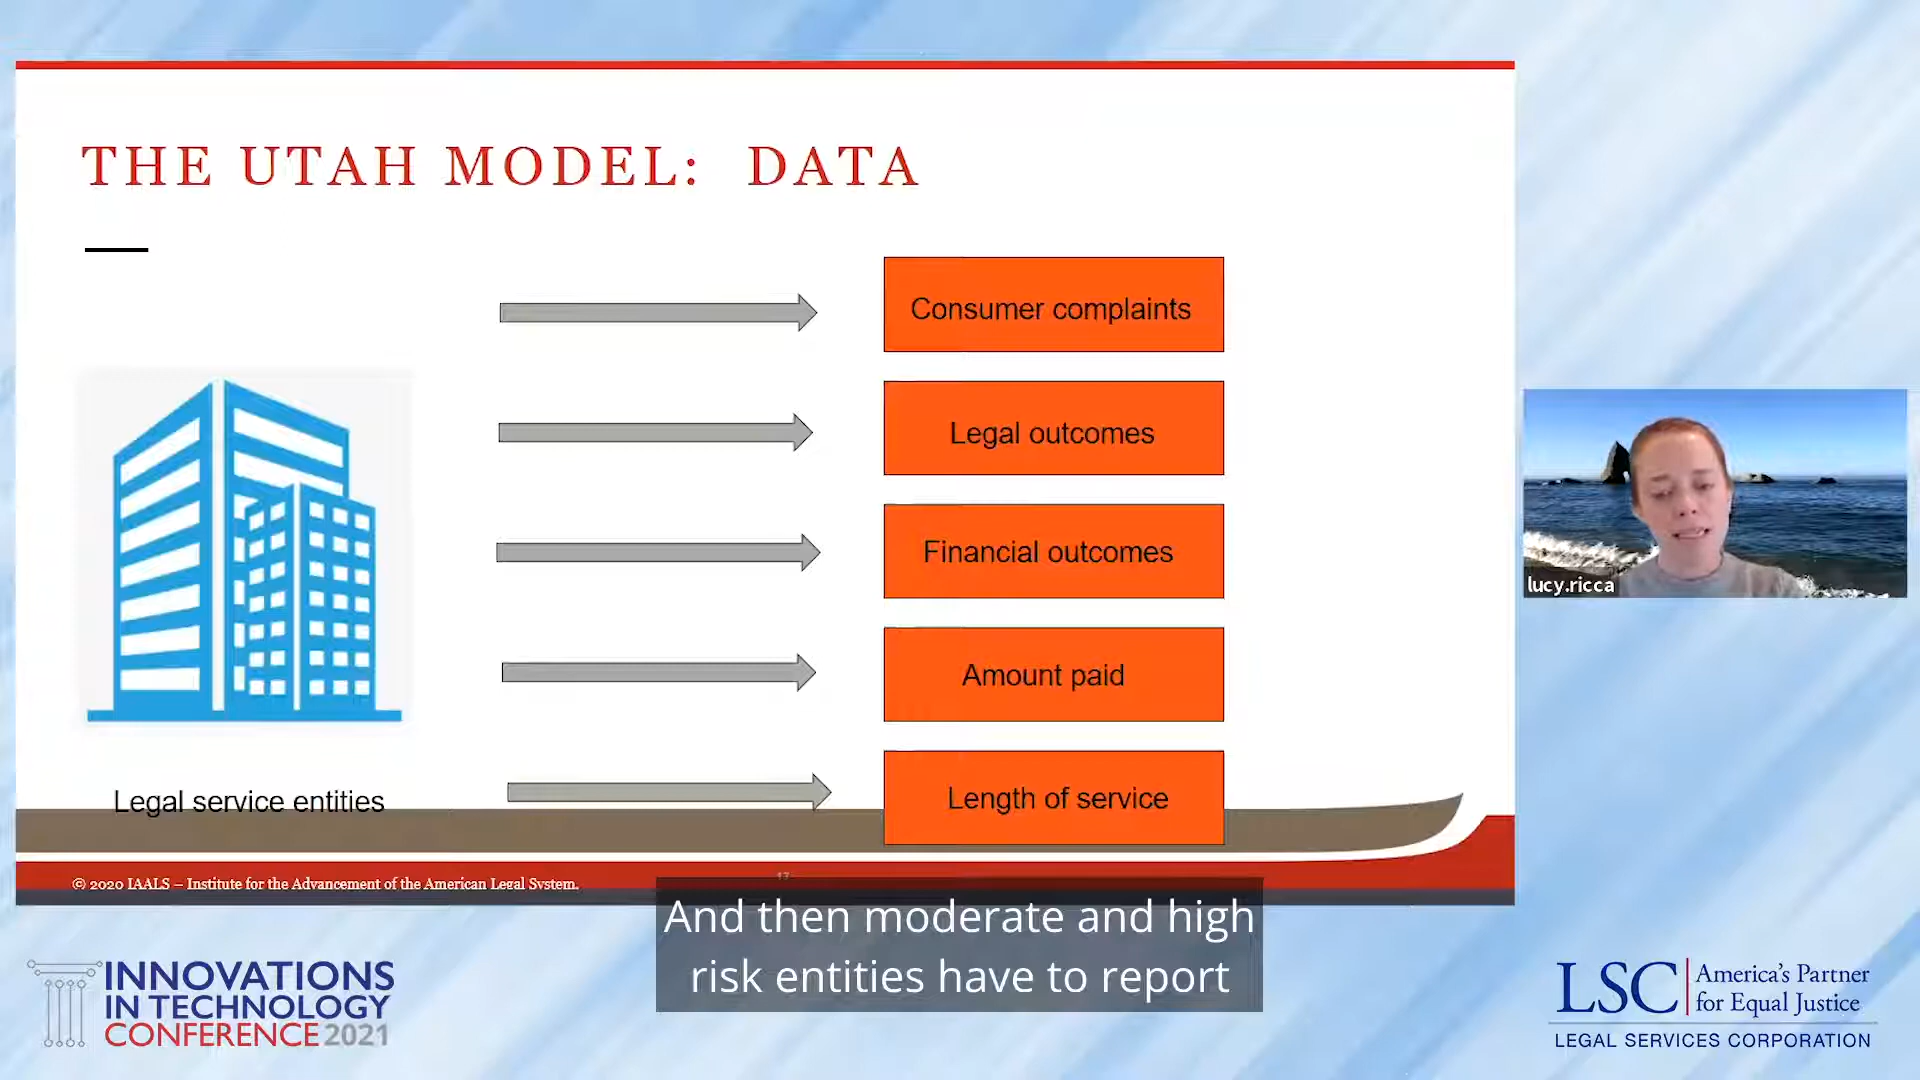 THE UTAH MODEL: DATA
Consumer complaints
Legal outcomes
Financial outcomes
Amount paid
Length of service
Legal service entities
© 2020 IAALS – Institute for the Advancement of the American Legal System.
17
lucy.ricca
And then moderate and high
risk entities have to report
INNOVATIONS
IN TECHNOLOGY
CONFERENCE 2021
LSC
America's Partner
for Equal Justice
LEGAL SERVICES CORPORATION